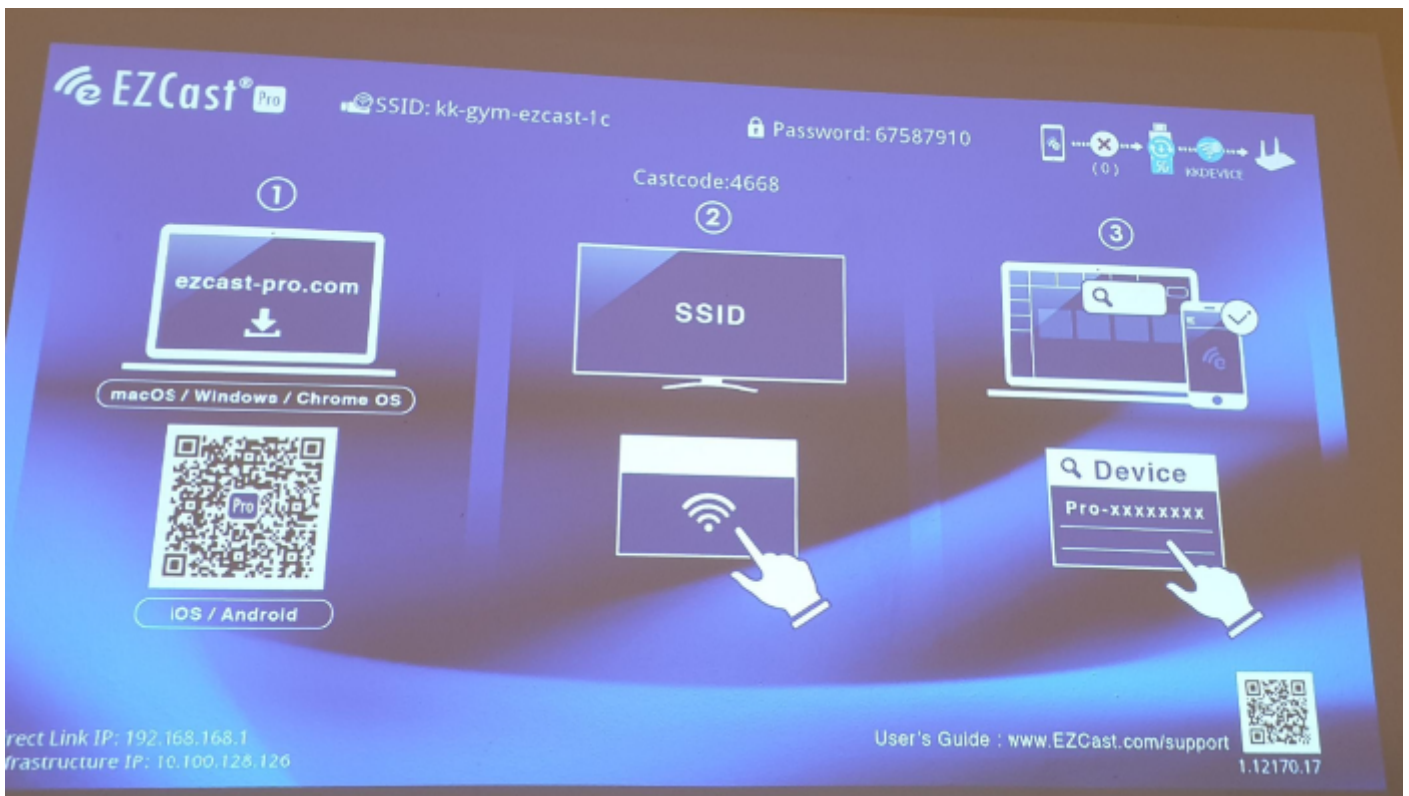 EZCast® Pro
SSID: kk-gym-ezcast-1c
Password: 67587910
(0)
5G
KKDEVICE
Castcode:4668
1
2
3
ezcast-pro.com
SSID
macOS / Windows / Chrome OS
Pro
iOS / Android
Device
Pro-xxxxxxxx
rect Link IP: 192.168.168.1
frastructure IP: 10.100.128.126
User's Guide : www.EZCast.com/support
1.12170.17